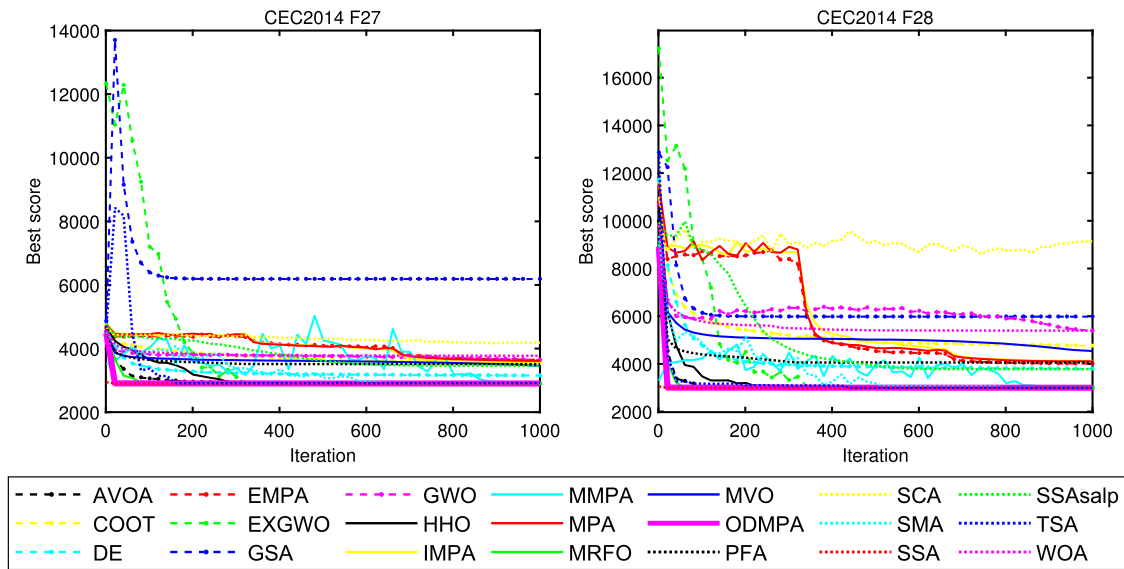 CEC2014 F27
14000
12000
10000
8000
6000
4000
2000
Best score
0 200 400 600 800 1000
Iteration
CEC2014 F28
16000
14000
12000
10000
8000
6000
4000
2000
Best score
0 200 400 600 800 1000
Iteration
AVOA EMPA GWO MMPA MVO SCA SSAsalp
COOT EXGWO HHO MPA ODMPA SMA TSA
DE GSA IMPA MRFO PFA SSA WOA